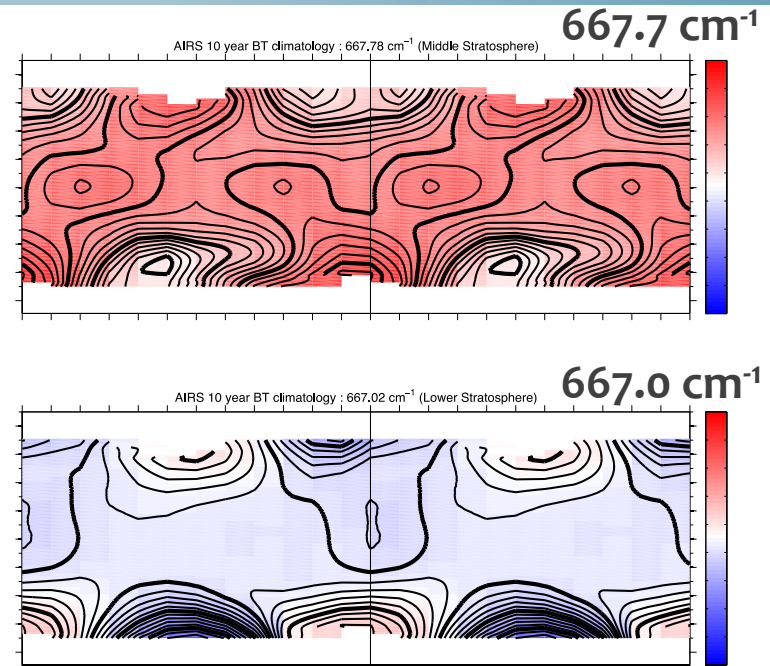 667.7 cm⁻¹
AIRS 10 year BT climatology : 667.78 cm⁻¹ (Middle Stratosphere)
667.0 cm⁻¹
AIRS 10 year BT climatology : 667.02 cm⁻¹ (Lower Stratosphere)